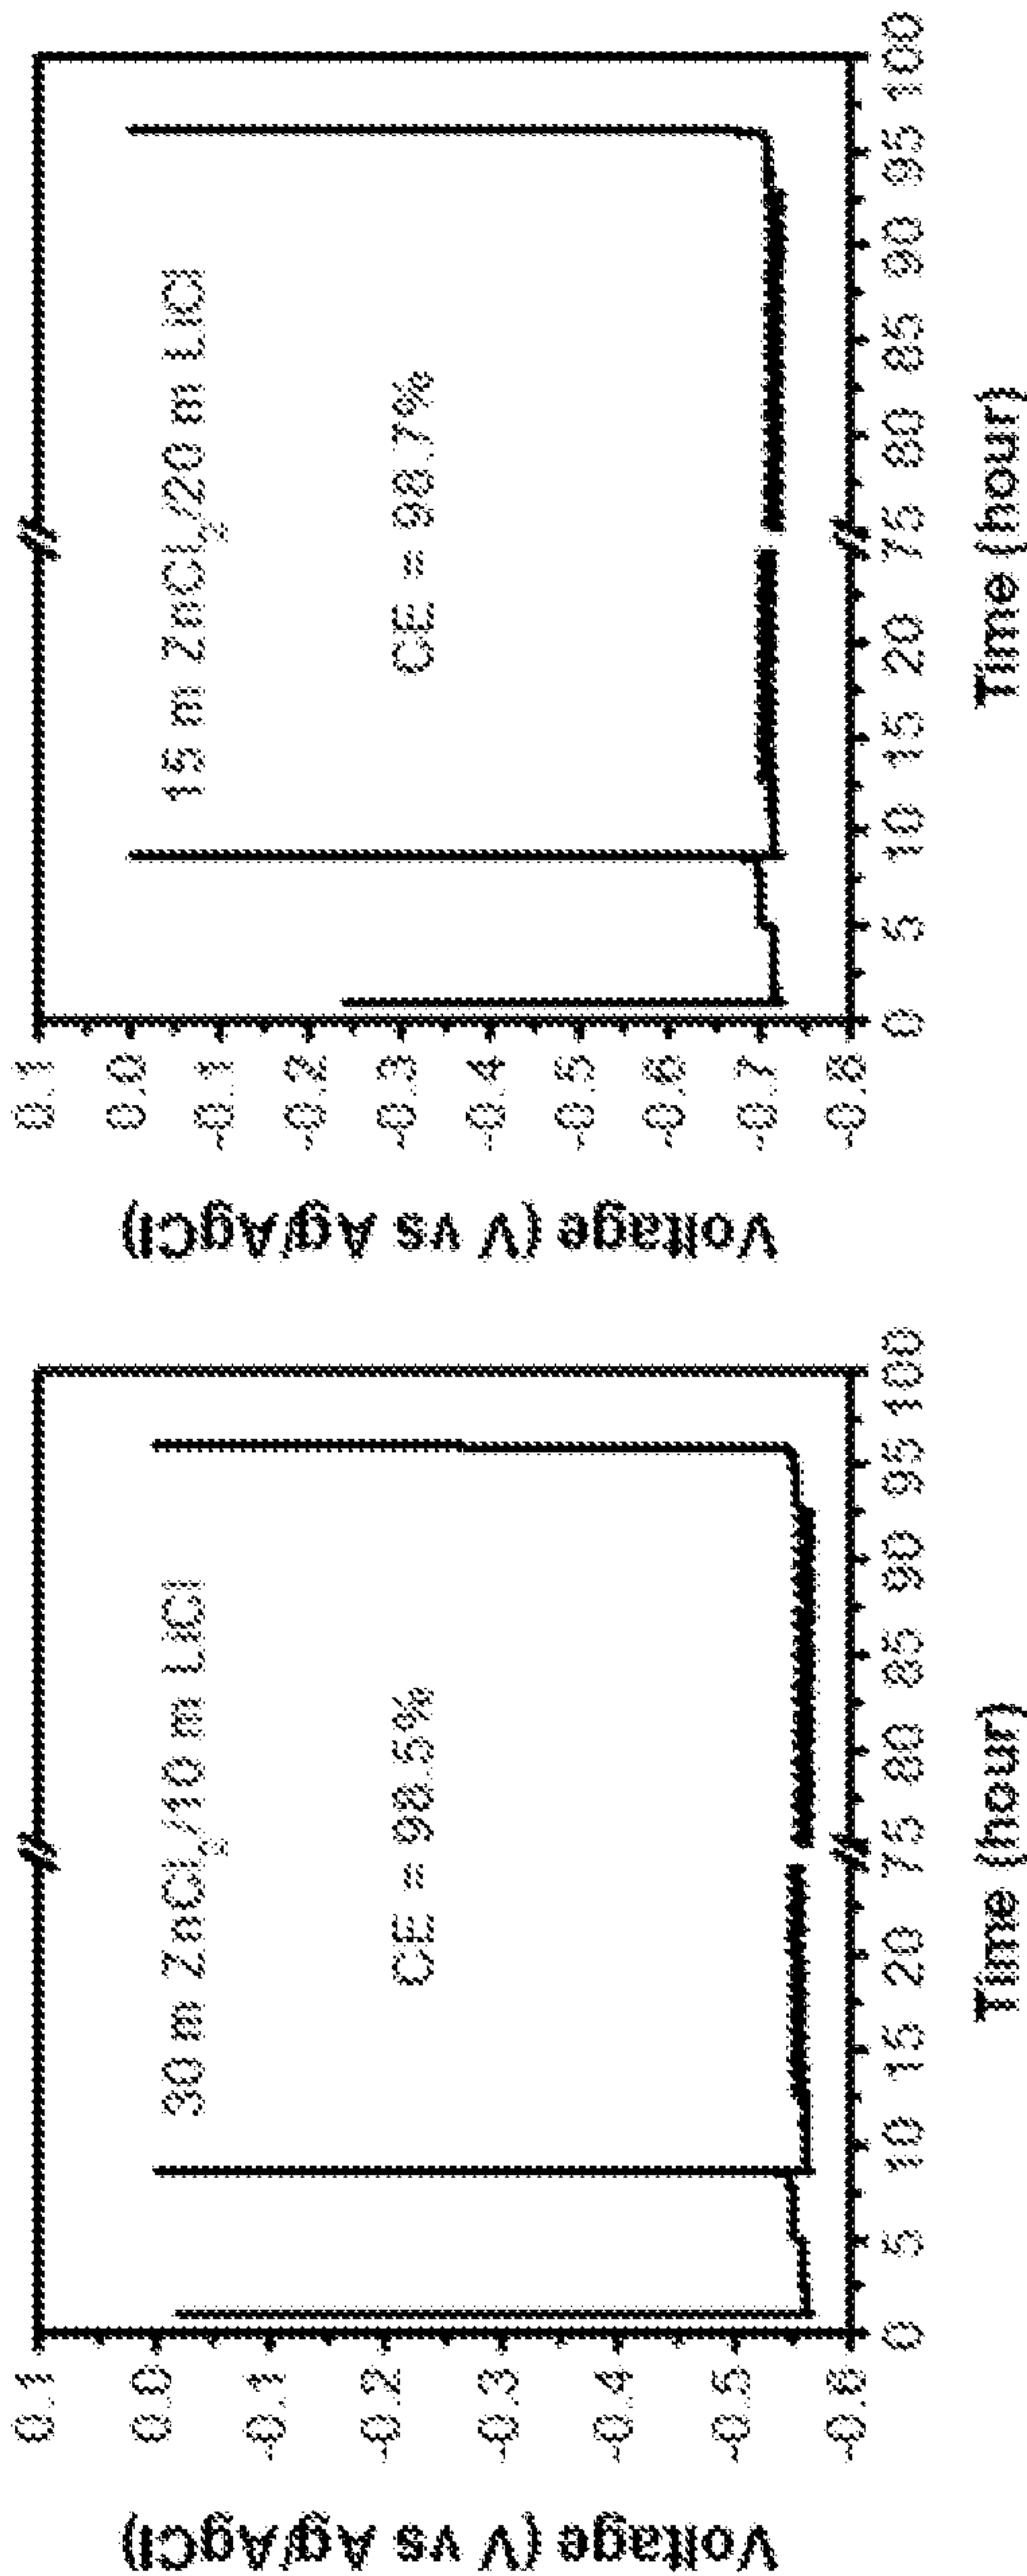 Voltage (V vs Ag/AgCl)
0.1
0.0
-0.1
-0.2
-0.3
-0.4
-0.5
-0.6
30 m ZnCl₂/10 m LiCl
CE = 98.5%
0 5 10 15 20 75 80 85 90 95 100
Time (hour)
Voltage (V vs Ag/AgCl)
0.1
0.0
-0.1
-0.2
-0.3
-0.4
-0.5
-0.6
-0.7
-0.8
15 m ZnCl₂/20 m LiCl
CE = 98.7%
0 5 10 15 20 75 80 85 90 95 100
Time (hour)